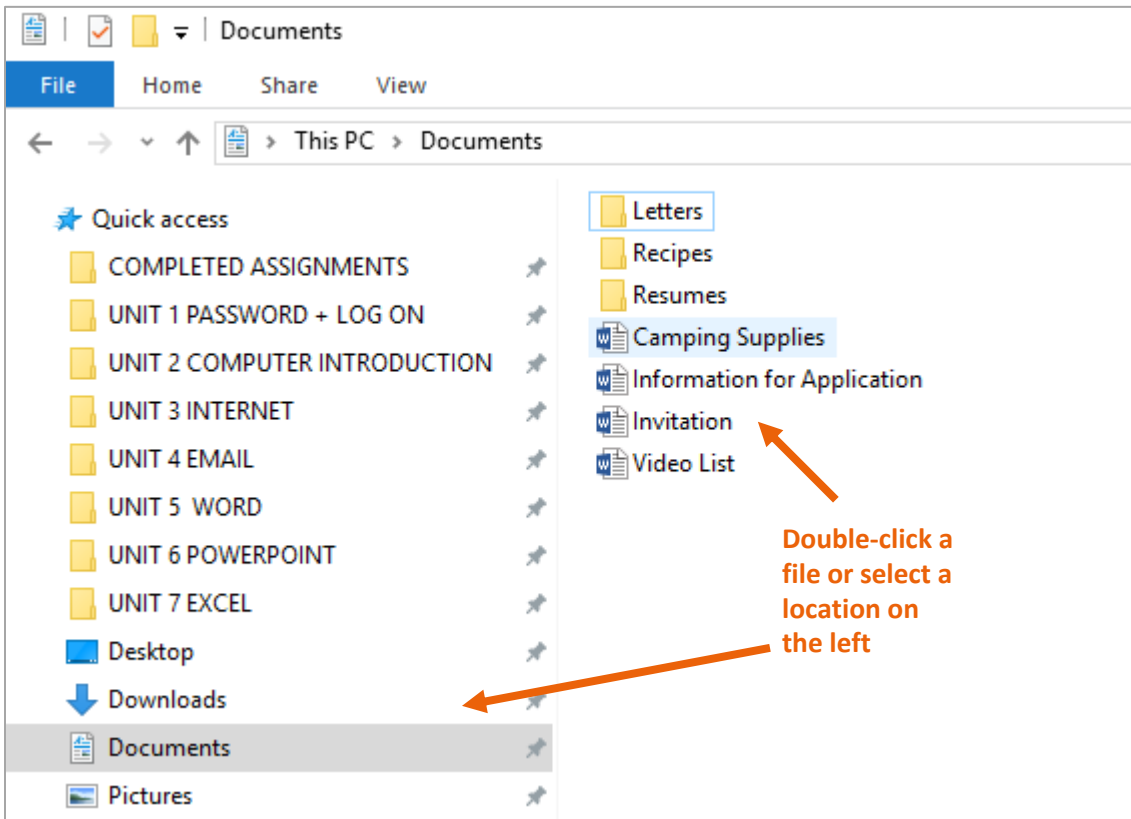 Documents
File Home Share View
This PC > Documents
Quick access
COMPLETED ASSIGNMENTS
UNIT 1 PASSWORD + LOG ON
UNIT 2 COMPUTER INTRODUCTION
UNIT 3 INTERNET
UNIT 4 EMAIL
UNIT 5  WORD
UNIT 6 POWERPOINT
UNIT 7 EXCEL
Desktop
Downloads
Documents
Pictures
Letters
Recipes
Resumes
Camping Supplies
Information for Application
Invitation
Video List
Double-click a
file or select a
location on
the left